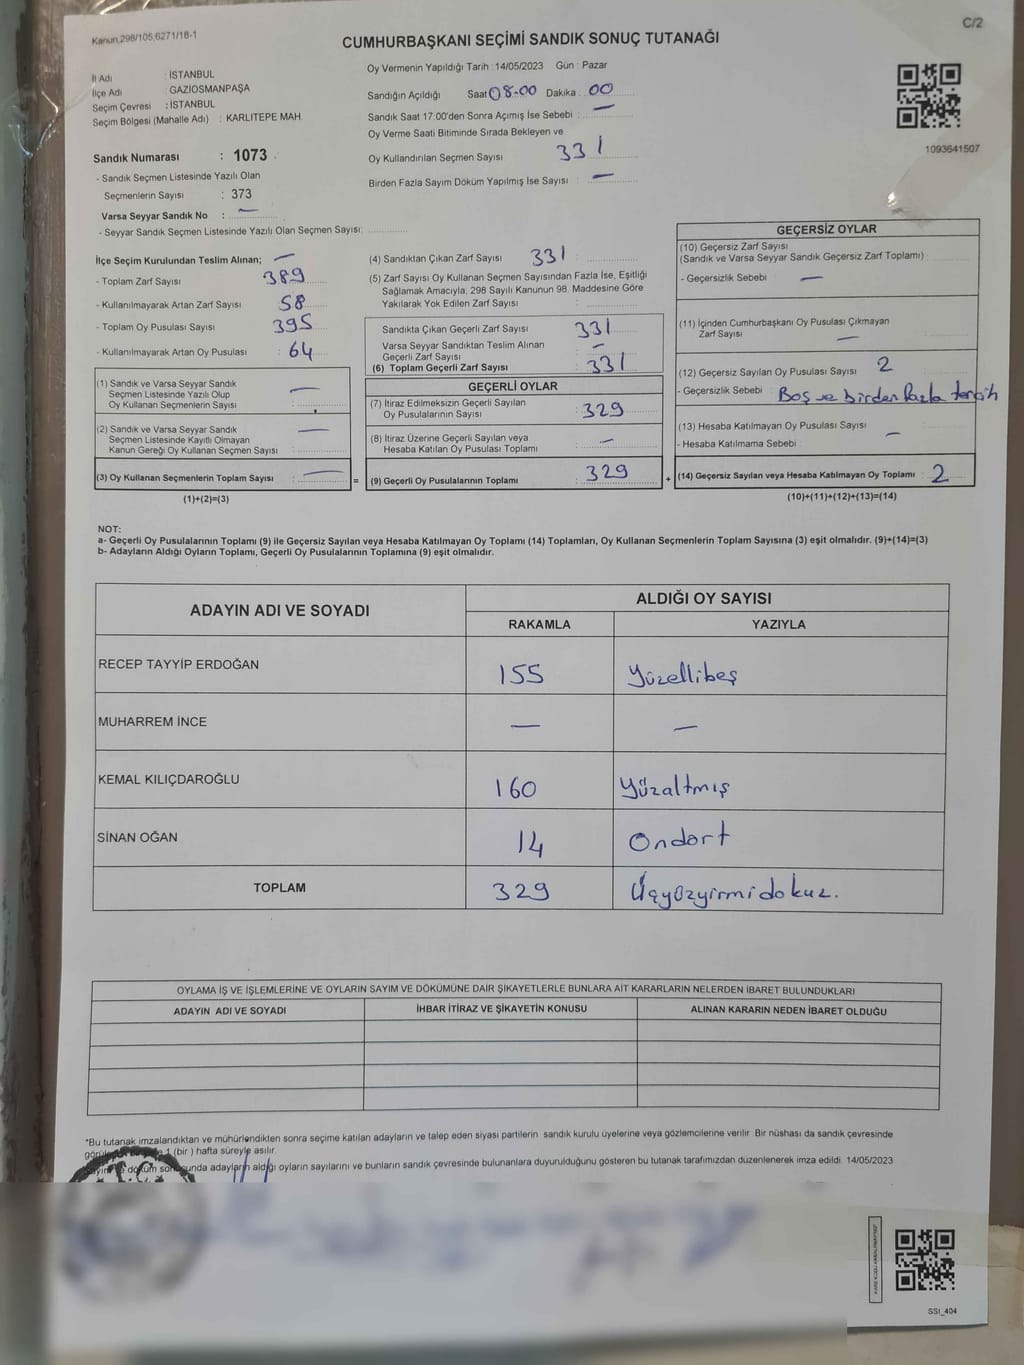 C/2
Kanun.298/105,6271/18-1
CUMHURBAŞKANI SEÇİMİ SANDIK SONUÇ TUTANAĞI
İl Adı : İSTANBUL
İlçe Adı : GAZİOSMANPAŞA
Seçim Çevresi : İSTANBUL
Seçim Bölgesi (Mahalle Adı) : KARLITEPE MAH.
Sandık Numarası : 1073
- Sandık Seçmen Listesinde Yazılı Olan
Seçmenlerin Sayısı : 373
Varsa Seyyar Sandık No : —
- Seyyar Sandık Seçmen Listesinde Yazılı Olan Seçmen Sayısı:
Oy Vermenin Yapıldığı Tarih : 14/05/2023 Gün : Pazar
Sandığın Açıldığı Saat 08-00 Dakika : 00
Sandık Saat 17:00'den Sonra Açımış İse Sebebi : —
Oy Verme Saati Bitiminde Sırada Bekleyen ve
Oy Kullandırılan Seçmen Sayısı 331
Birden Fazla Sayım Döküm Yapılmış İse Sayısı : —
1093641507
İlçe Seçim Kurulundan Teslim Alınan; —
- Toplam Zarf Sayısı 389
- Kullanılmayarak Artan Zarf Sayısı 58
- Toplam Oy Pusulası Sayısı 395
- Kullanılmayarak Artan Oy Pusulası : 64
(1) Sandık ve Varsa Seyyar Sandık
Seçmen Listesinde Yazılı Olup
Oy Kullanan Seçmenlerin Sayısı : —
(2) Sandık ve Varsa Seyyar Sandık
Seçmen Listesinde Kayıtlı Olmayan
Kanun Gereği Oy Kullanan Seçmen Sayısı : —
(3) Oy Kullanan Seçmenlerin Toplam Sayısı : — =
(1)+(2)=(3)
(4) Sandıktan Çıkan Zarf Sayısı 331
(5) Zarf Sayısı Oy Kullanan Seçmen Sayısından Fazla İse, Eşitliği
Sağlamak Amacıyla; 298 Sayılı Kanunun 98. Maddesine Göre
Yakılarak Yok Edilen Zarf Sayısı :
Sandıkta Çıkan Geçerli Zarf Sayısı 331
Varsa Seyyar Sandıktan Teslim Alınan
Geçerli Zarf Sayısı : —
(6) Toplam Geçerli Zarf Sayısı : 331
GEÇERLİ OYLAR
(7) İtiraz Edilmeksizin Geçerli Sayılan
Oy Pusulalarının Sayısı : 329
(8) İtiraz Üzerine Geçerli Sayılan veya
Hesaba Katılan Oy Pusulası Toplamı : —
(9) Geçerli Oy Pusulalarının Toplamı : 329 +
GEÇERSİZ OYLAR
(10) Geçersiz Zarf Sayısı
(Sandık ve Varsa Seyyar Sandık Geçersiz Zarf Toplamı) :
- Geçersizlik Sebebi : —
(11) İçinden Cumhurbaşkanı Oy Pusulası Çıkmayan
Zarf Sayısı —
(12) Geçersiz Sayılan Oy Pusulası Sayısı : 2
- Geçersizlik Sebebi : Boş ve birden fazla tercih
(13) Hesaba Katılmayan Oy Pusulası Sayısı : —
- Hesaba Katılmama Sebebi :
(14) Geçersiz Sayılan veya Hesaba Katılmayan Oy Toplamı : 2
(10)+(11)+(12)+(13)=(14)
NOT:
a- Geçerli Oy Pusulalarının Toplamı (9) ile Geçersiz Sayılan veya Hesaba Katılmayan Oy Toplamı (14) Toplamları, Oy Kullanan Seçmenlerin Toplam Sayısına (3) eşit olmalıdır. (9)+(14)=(3)
b- Adayların Aldığı Oyların Toplamı, Geçerli Oy Pusulalarının Toplamına (9) eşit olmalıdır.
ADAYIN ADI VE SOYADI ALDIĞI OY SAYISI
RAKAMLA YAZIYLA
RECEP TAYYİP ERDOĞAN 155 Yüzellibeş
MUHARREM İNCE — —
KEMAL KILIÇDAROĞLU 160 Yüzaltmış
SİNAN OĞAN 14 Ondört
TOPLAM 329 Üçyüzyirmidokuz.
OYLAMA İŞ VE İŞLEMLERİNE VE OYLARIN SAYIM VE DÖKÜMÜNE DAİR ŞİKAYETLERLE BUNLARA AİT KARARLARIN NELERDEN İBARET BULUNDUKLARI
ADAYIN ADI VE SOYADI İHBAR İTİRAZ VE ŞİKAYETİN KONUSU ALINAN KARARIN NEDEN İBARET OLDUĞU
*Bu tutanak imzalandıktan ve mühürlendikten sonra seçime katılan adayların ve talep eden siyasi partilerin sandık kurulu üyelerine veya gözlemcilerine verilir. Bir nüshası da sandık çevresinde
1 (bir ) hafta süreyle asılır.
döküm sonucunda adayların aldığı oyların sayılarını ve bunların sandık çevresinde bulunanlara duyurulduğunu gösteren bu tutanak tarafımızdan düzenlenerek imza edildi. 14/05/2023
SSI_404